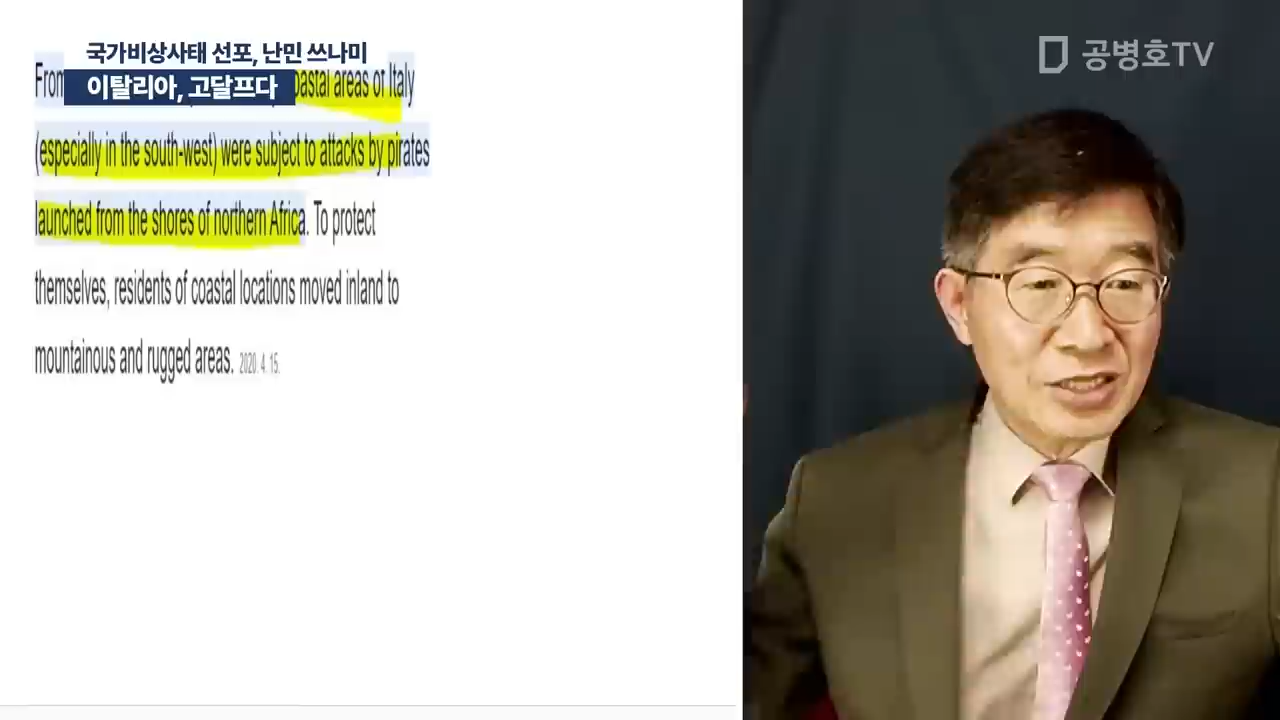 국가비상사태 선포, 난민 쓰나미
이탈리아, 고달프다
공병호TV
From oastal areas of Italy
(especially in the south-west) were subject to attacks by pirates
launched from the shores of northern Africa. To protect
themselves, residents of coastal locations moved inland to
mountainous and rugged areas. 2020. 4. 15.